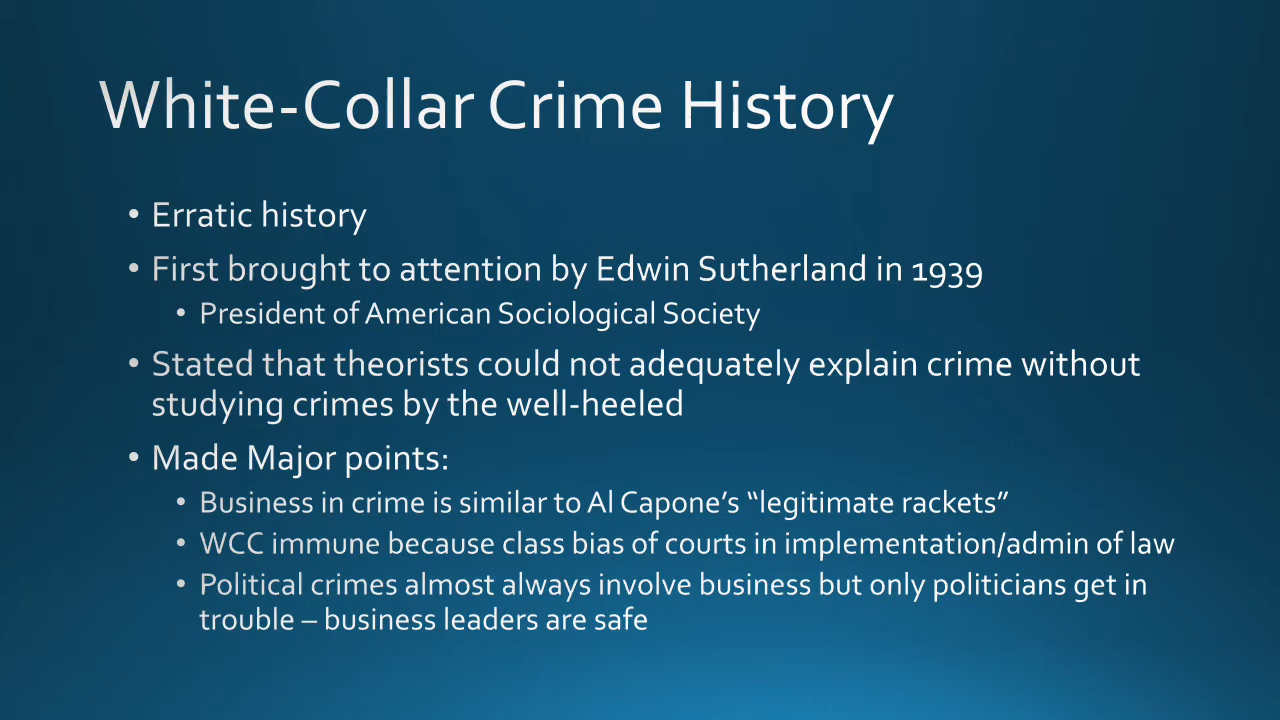 White-Collar Crime History
• Erratic history
• First brought to attention by Edwin Sutherland in 1939
• President of American Sociological Society
• Stated that theorists could not adequately explain crime without
studying crimes by the well-heeled
• Made Major points:
• Business in crime is similar to Al Capone’s “legitimate rackets”
• WCC immune because class bias of courts in implementation/admin of law
• Political crimes almost always involve business but only politicians get in
trouble – business leaders are safe